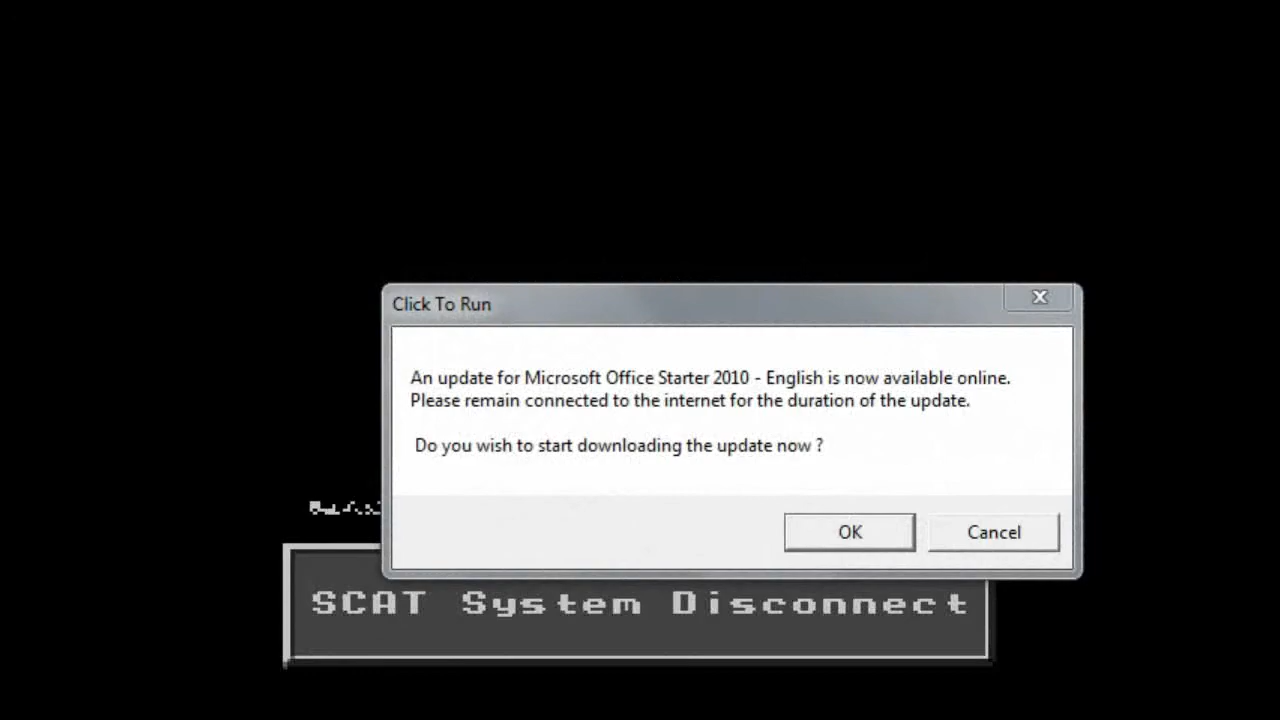 Click To Run
An update for Microsoft Office Starter 2010 - English is now available online.
Please remain connected to the internet for the duration of the update.
Do you wish to start downloading the update now ?
OK
Cancel
SCAT System Disconnect